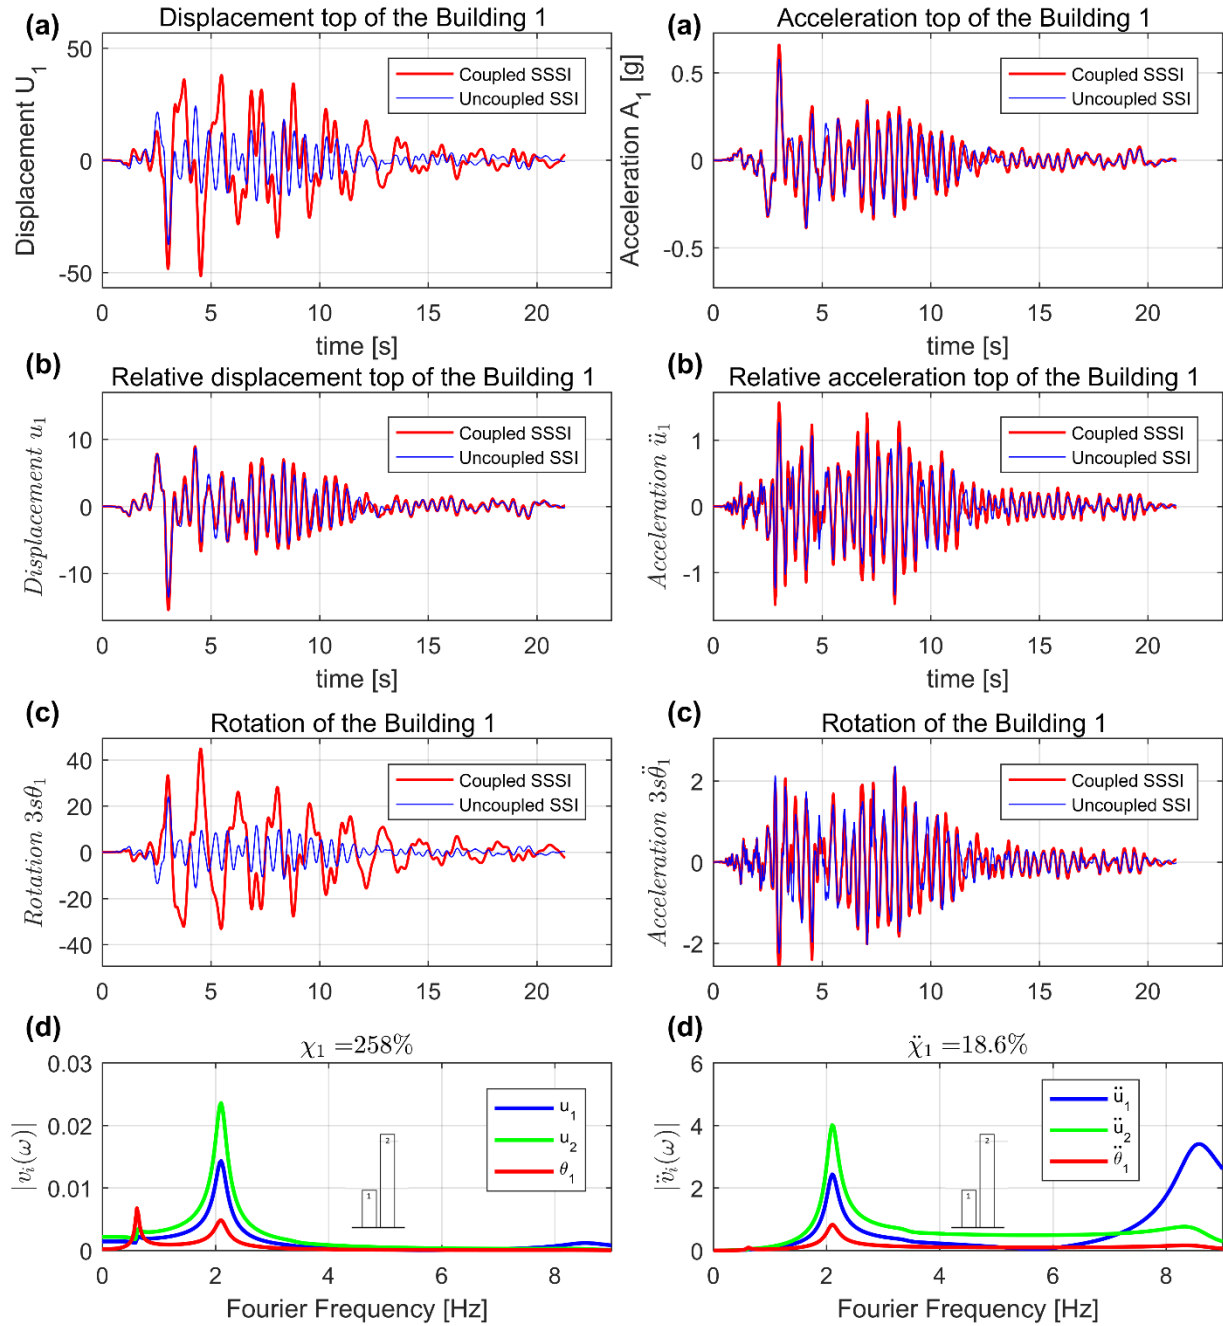 (a) Displacement top of the Building 1
Displacement U₁
50
0
-50
Coupled SSSI
Uncoupled SSI
0 5 10 15 20
time [s]
(a) Acceleration top of the Building 1
Acceleration A₁ [g]
0.5
0
-0.5
Coupled SSSI
Uncoupled SSI
0 5 10 15 20
time [s]
(b) Relative displacement top of the Building 1
Displacement u₁
10
0
-10
Coupled SSSI
Uncoupled SSI
0 5 10 15 20
time [s]
(b) Relative acceleration top of the Building 1
Acceleration ü₁
1
0
-1
Coupled SSSI
Uncoupled SSI
0 5 10 15 20
time [s]
(c) Rotation of the Building 1
Rotation 3sθ₁
40
20
0
-20
-40
Coupled SSSI
Uncoupled SSI
0 5 10 15 20
(c) Rotation of the Building 1
Acceleration 3sθ̈₁
2
0
-2
Coupled SSSI
Uncoupled SSI
0 5 10 15 20
(d) χ₁ =258%
|vᵢ(ω)|
0.03
0.02
0.01
0
u₁
u₂
θ₁
1
2
0 2 4 6 8
Fourier Frequency [Hz]
(d) χ̈₁ =18.6%
|v̈ᵢ(ω)|
6
4
2
0
ü₁
ü₂
θ̈₁
1
2
0 2 4 6 8
Fourier Frequency [Hz]